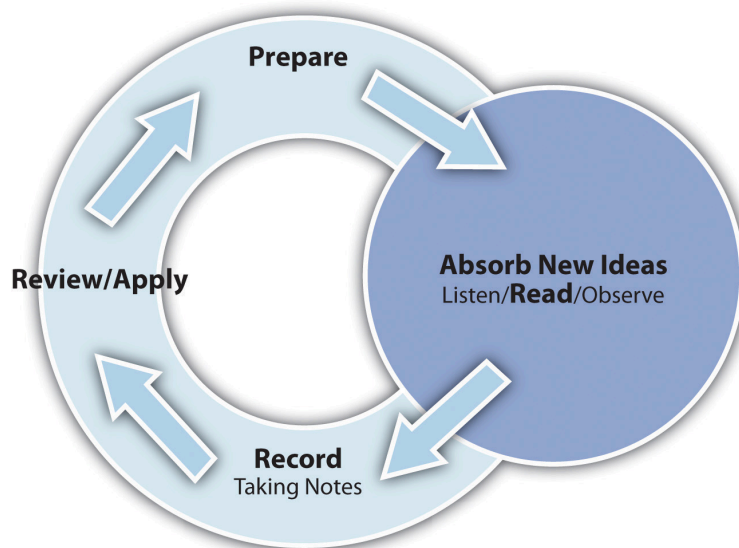 Prepare
Absorb New Ideas
Listen/Read/Observe
Review/Apply
Record
Taking Notes